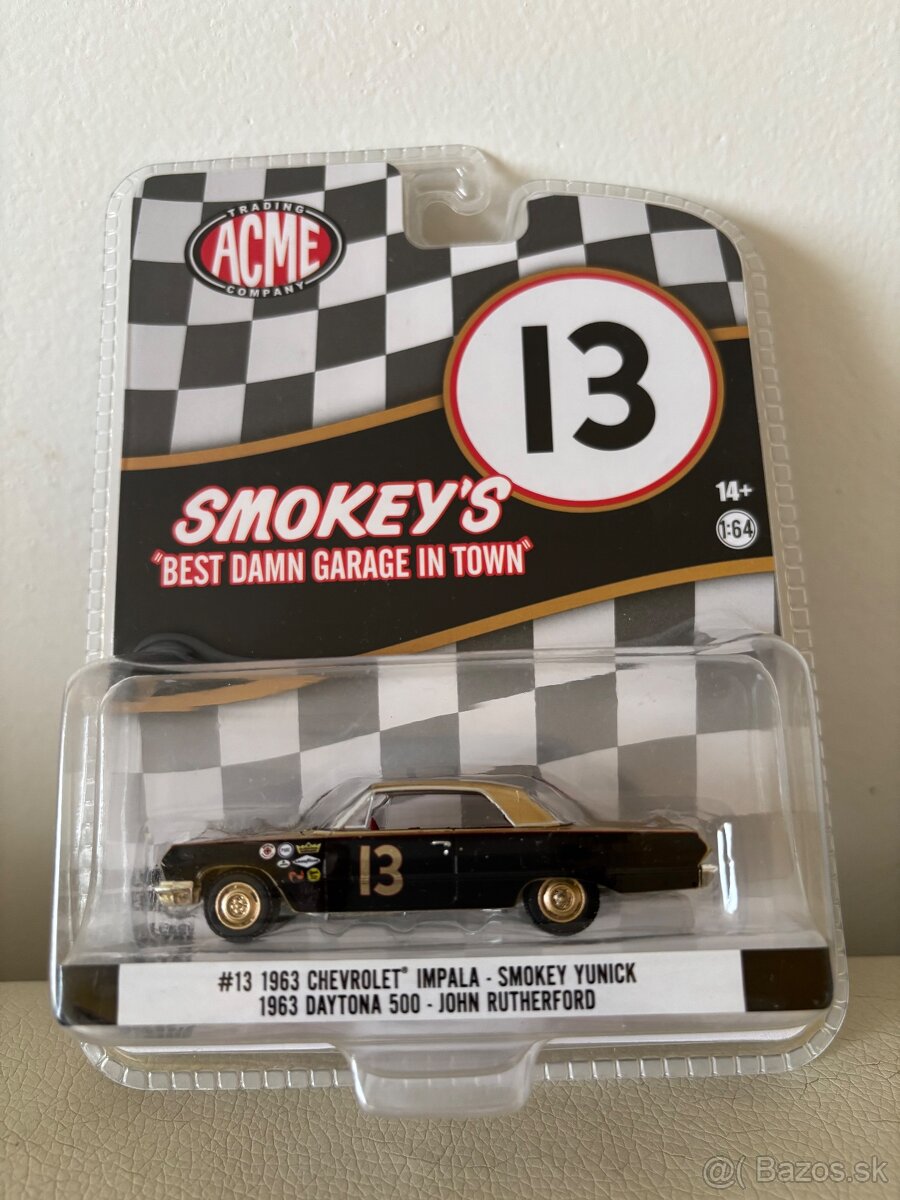 TRADING
ACME
COMPANY
13
SMOKEY'S
"BEST DAMN GARAGE IN TOWN"
14+
1:64
13
GOODYEAR
#13 1963 CHEVROLET® IMPALA - SMOKEY YUNICK
1963 DAYTONA 500 - JOHN RUTHERFORD
@( Bazos.sk